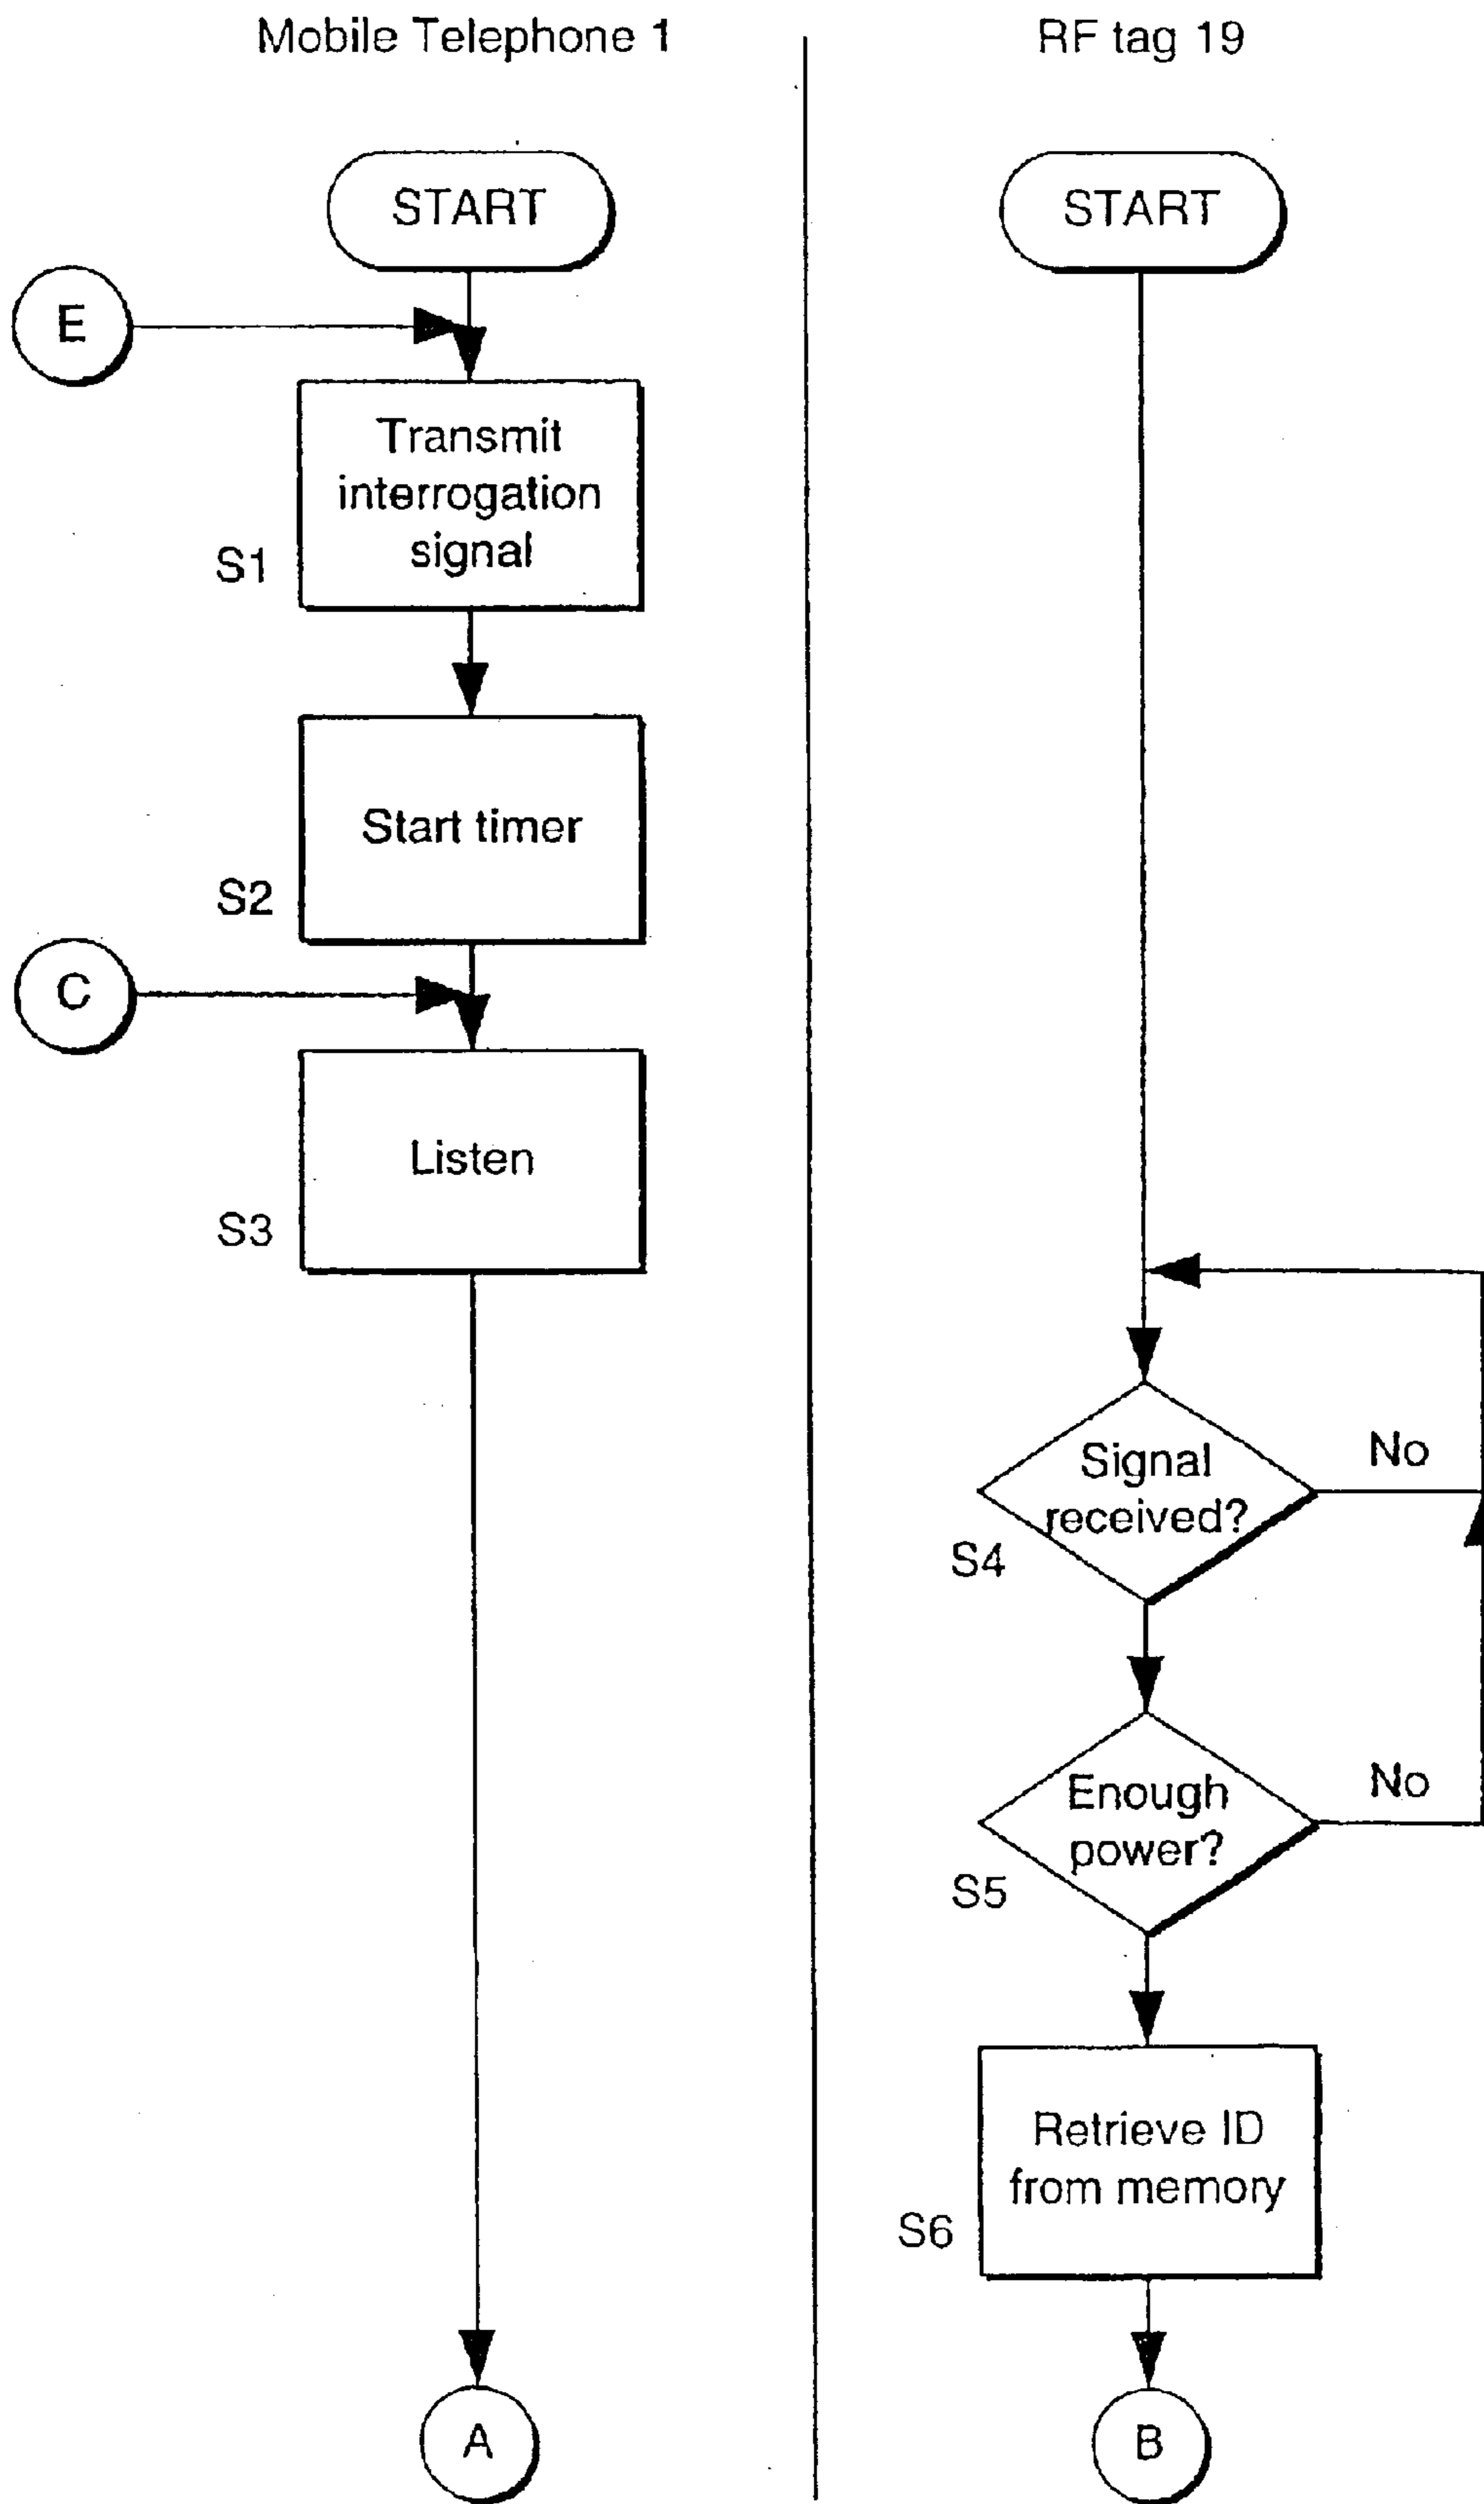 Mobile Telephone 1
RF tag 19
START
START
E
Transmit
interrogation
signal
S1
Start timer
S2
C
Listen
S3
Signal
received?
No
S4
Enough
power?
No
S5
Retrieve ID
from memory
S6
A
B